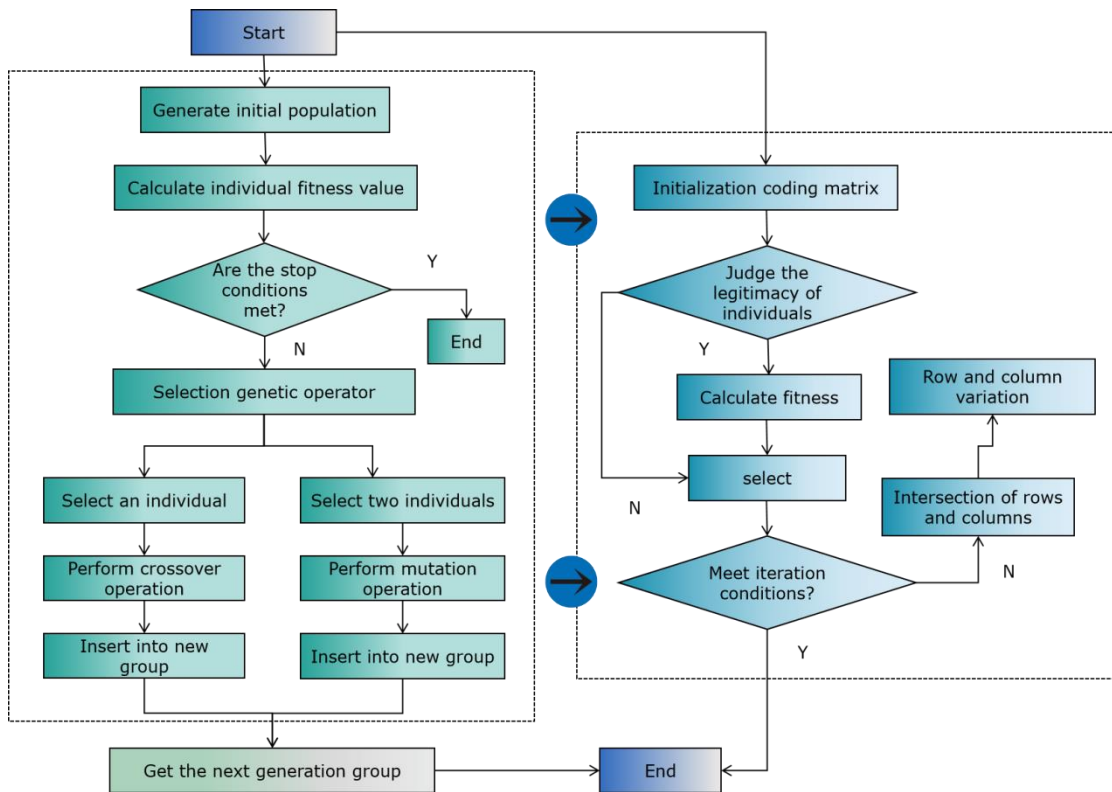 Start
Generate initial population
Calculate individual fitness value
Are the stop
conditions
met?
Y
End
N
Selection genetic operator
Select an individual
Select two individuals
Perform crossover
operation
Perform mutation
operation
Insert into new
group
Insert into new group
Get the next generation group
Initialization coding matrix
Judge the
legitimacy of
individuals
Y
Calculate fitness
Row and column
variation
select
N
Intersection of rows
and columns
Meet iteration
conditions?
N
Y
End